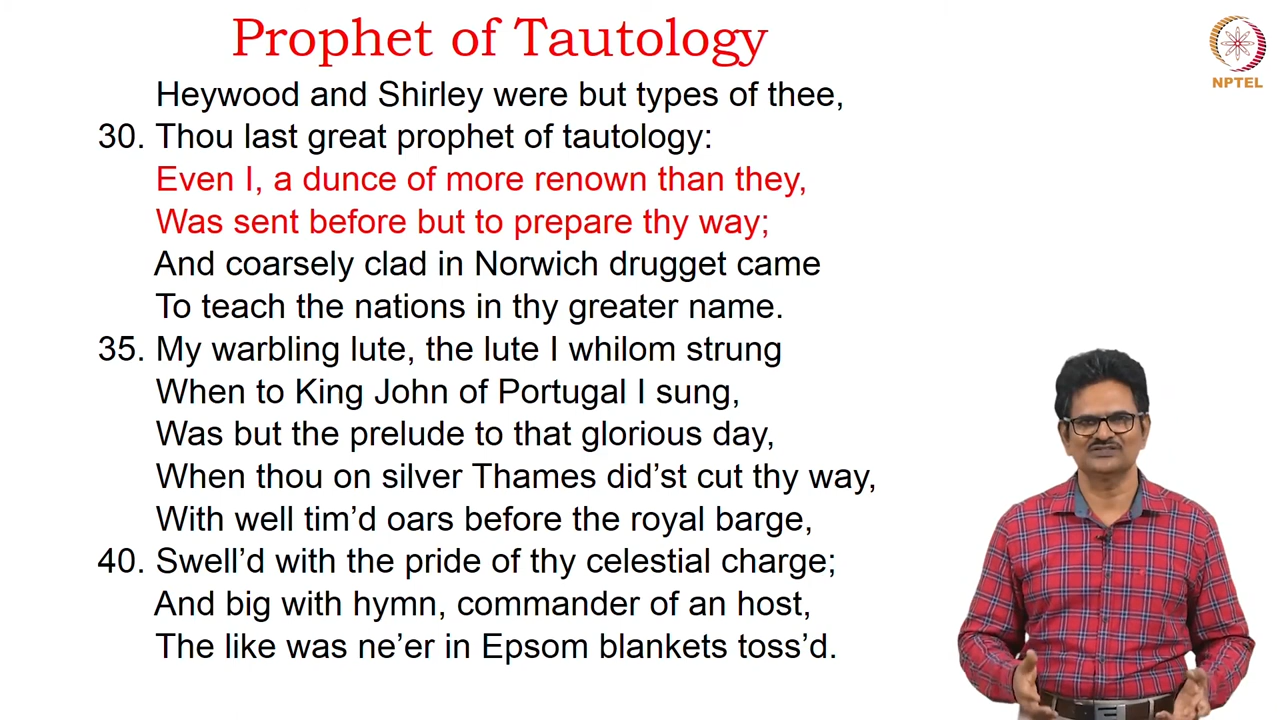 Prophet of Tautology
NPTEL
Heywood and Shirley were but types of thee,
30. Thou last great prophet of tautology:
Even I, a dunce of more renown than they,
Was sent before but to prepare thy way;
And coarsely clad in Norwich drugget came
To teach the nations in thy greater name.
35. My warbling lute, the lute I whilom strung
When to King John of Portugal I sung,
Was but the prelude to that glorious day,
When thou on silver Thames did’st cut thy way,
With well tim’d oars before the royal barge,
40. Swell’d with the pride of thy celestial charge;
And big with hymn, commander of an host,
The like was ne’er in Epsom blankets toss’d.